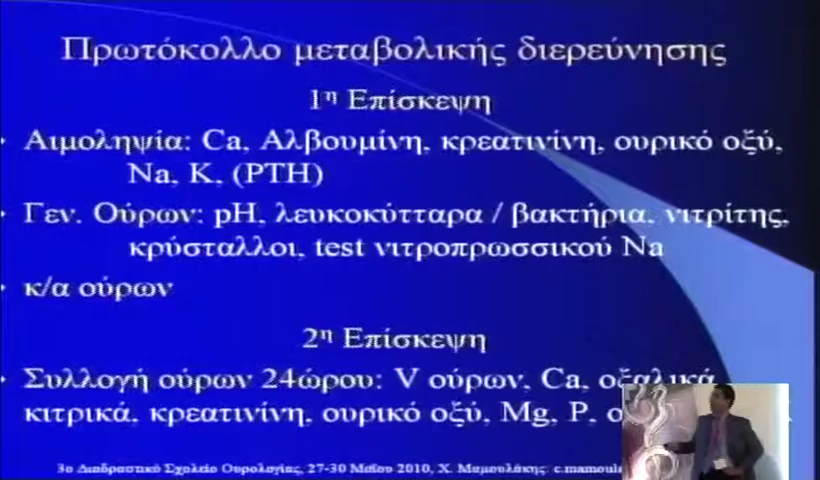 Πρωτόκολλο μεταβολικής διερεύνησης
1η Επίσκεψη
Αιμοληψία: Ca, Αλβουμίνη, κρεατινίνη, ουρικό οξύ,
Na, K, (PTH)
Γεν. Ούρων: pH, λευκοκύτταρα / βακτήρια, νιτρίτης,
κρύσταλλοι, test νιτροπρωσσικού Na
κ/α ούρων
2η Επίσκεψη
Συλλογή ούρων 24ώρου: V ούρων, Ca, οξαλικά
κιτρικά, κρεατινίνη, ουρικό οξύ, Mg, P,
3ο Διαδραστικό Σχολείο Ουρολογίας, 27-30 Μαΐου 2010, Χ. Μαμουλάκης: